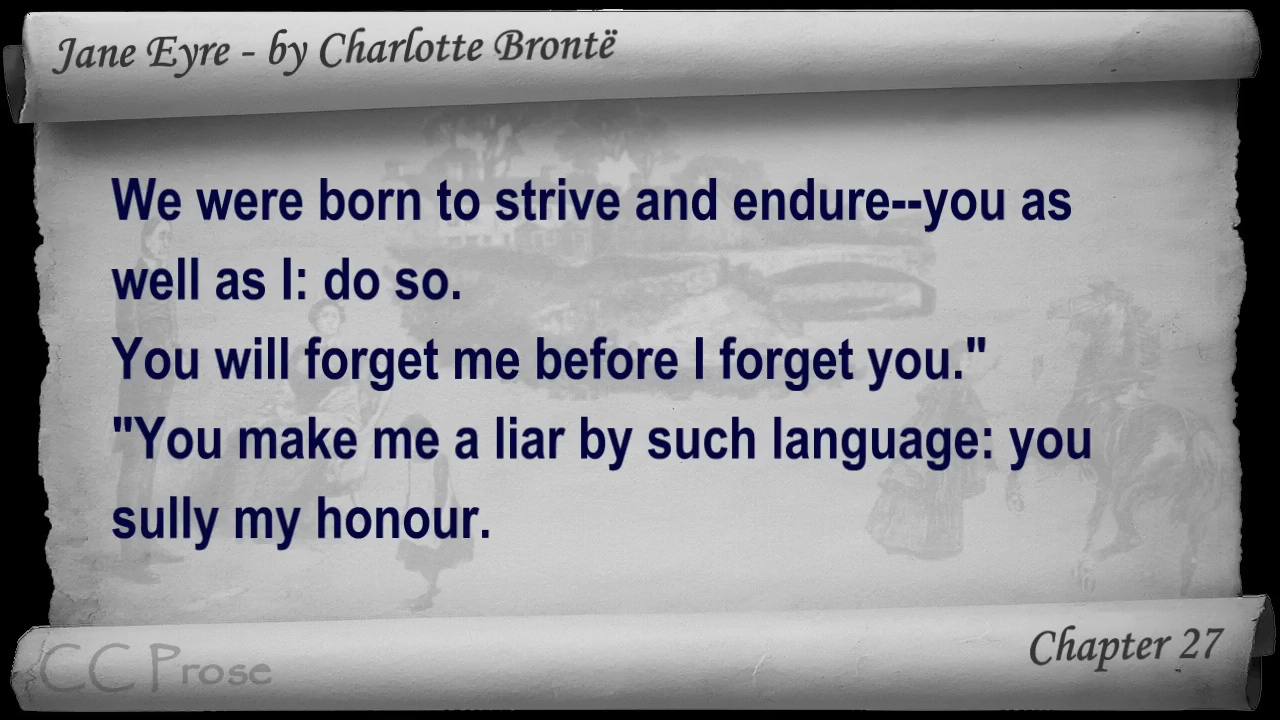 Jane Eyre - by Charlotte Brontë
We were born to strive and endure--you as
well as I: do so.
You will forget me before I forget you."
"You make me a liar by such language: you
sully my honour.
Chapter 27
CC Prose